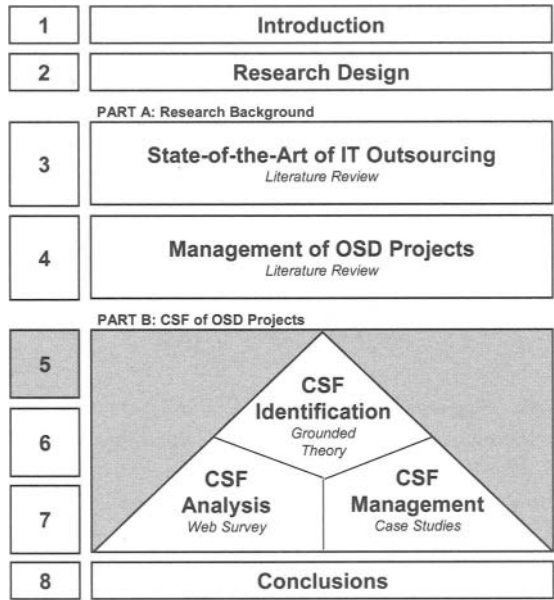 1
Introduction
2
Research Design
PART A: Research Background
3
State-of-the-Art of IT Outsourcing
Literature Review
4
Management of OSD Projects
Literature Review
PART B: CSF of OSD Projects
5
CSF
Identification
Grounded
Theory
6
CSF
Analysis
Web Survey
CSF
Management
Case Studies
7
8
Conclusions